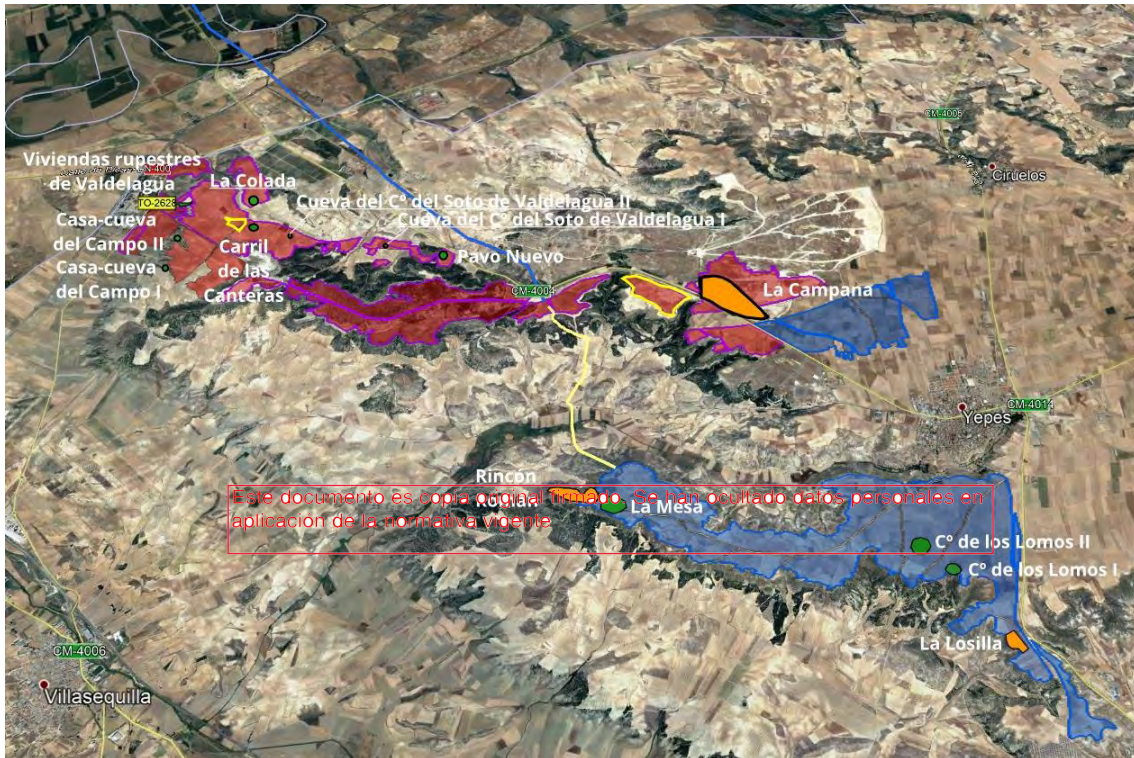 CM-4005
Ciruelos
Viviendas rupestres
de Valdelagua
N-400
La Colada
TO-2628
Cueva del Cº del Soto de Valdelagua II
Cueva del Cº del Soto de Valdelagua I
Casa-cueva
del Campo II
Carril
de las
Canteras
Pavo Nuevo
Casa-cueva
del Campo I
CM-4004
La Campana
CM-4014
Yepes
Rincón
Este documento es copia original firmado. Se han ocultado datos personales en
aplicación de la normativa vigente
La Mesa
Cº de los Lomos II
Cº de los Lomos I
La Losilla
CM-4006
Villasequilla